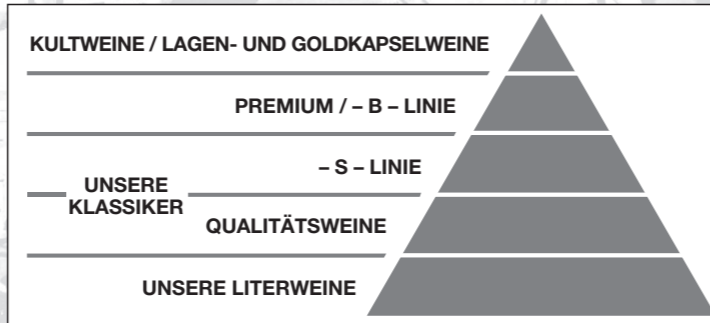 KULTWEINE / LAGEN- UND GOLDKAPSELWEINE
PREMIUM / – B – LINIE
– S – LINIE
UNSERE
KLASSIKER
QUALITÄTSWEINE
UNSERE LITERWEINE